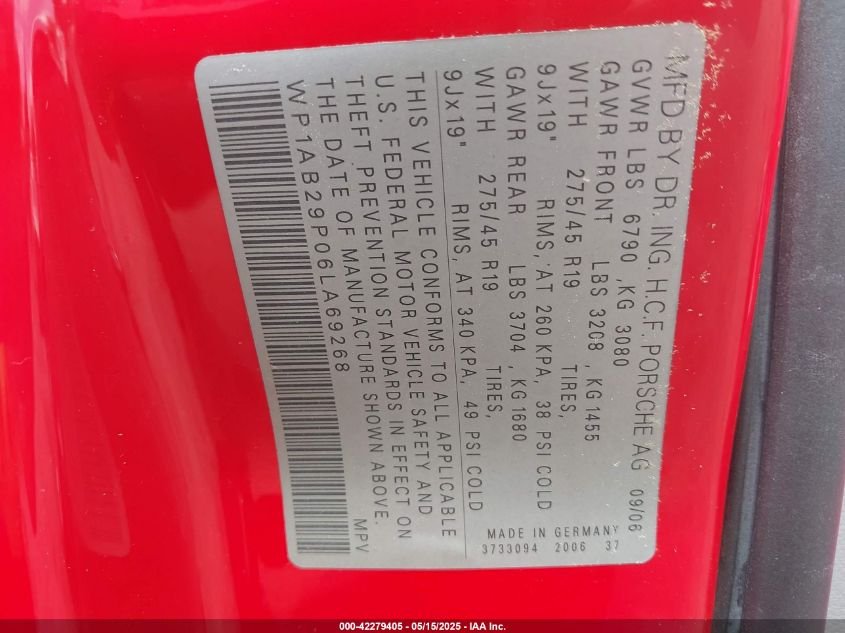 MFD BY DR. ING. H.C.F. PORSCHE AG 09/06
GVWR LBS 6790 ,KG 3080
GAWR FRONT LBS 3208 , KG 1455
WITH 275/45 R19 TIRES,
9Jx19" RIMS, AT 260 KPA, 38 PSI COLD
GAWR REAR LBS 3704 , KG 1680
WITH 275/45 R19 TIRES,
9Jx19" RIMS, AT 340 KPA, 49 PSI COLD
THIS VEHICLE CONFORMS TO ALL APPLICABLE
U.S. FEDERAL MOTOR VEHICLE SAFETY AND
THEFT PREVENTION STANDARDS IN EFFECT ON
THE DATE OF MANUFACTURE SHOWN ABOVE.
WP1AB29P06LA69268 MPV
MADE IN GERMANY
3733094 2006 37
000-42279405 - 05/15/2025 - IAA Inc.